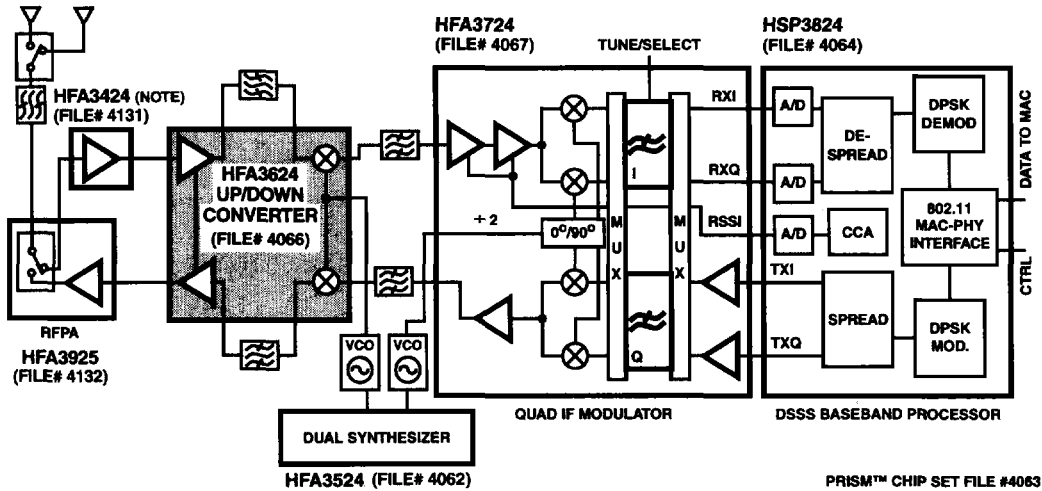 HFA3424 (NOTE)
(FILE# 4131)
HFA3624
UP/DOWN
CONVERTER
(FILE# 4066)
RFPA
HFA3925
(FILE# 4132)
VCO
VCO
DUAL SYNTHESIZER
HFA3524 (FILE# 4062)
HFA3724
(FILE# 4067)
TUNE/SELECT
÷ 2
0°/90°
M
U
X
I
Q
M
U
X
RXI
RXQ
RSSI
TXI
TXQ
QUAD IF MODULATOR
HSP3824
(FILE# 4064)
A/D
A/D
A/D
DE-
SPREAD
CCA
SPREAD
DPSK
DEMOD
802.11
MAC-PHY
INTERFACE
DPSK
MOD.
DATA TO MAC
CTRL
DSSS BASEBAND PROCESSOR
PRISM™ CHIP SET FILE #4063